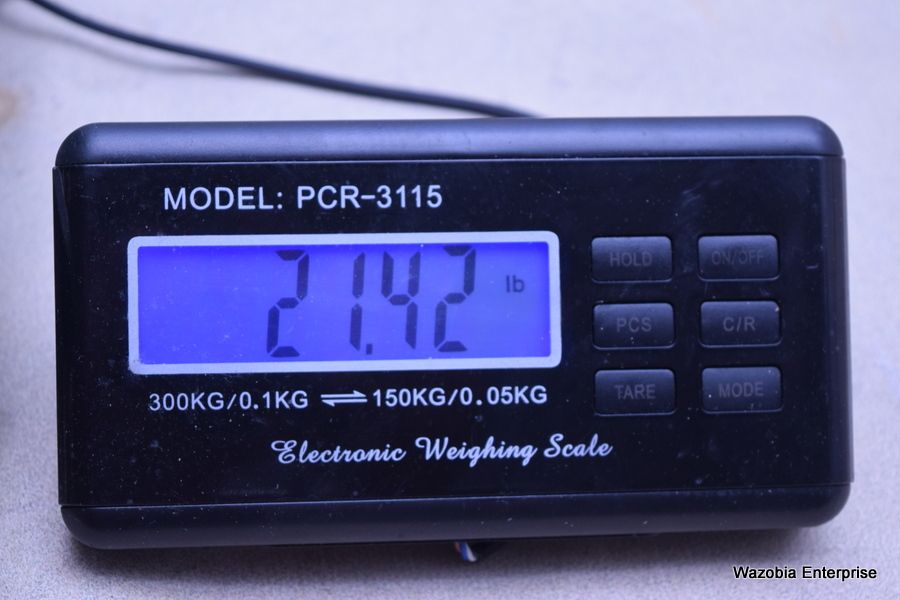 MODEL: PCR-3115
21.42 lb
HOLD ON/OFF
PCS C/R
TARE MODE
300KG/0.1KG ⇌ 150KG/0.05KG
Electronic Weighing Scale
Wazobia Enterprise